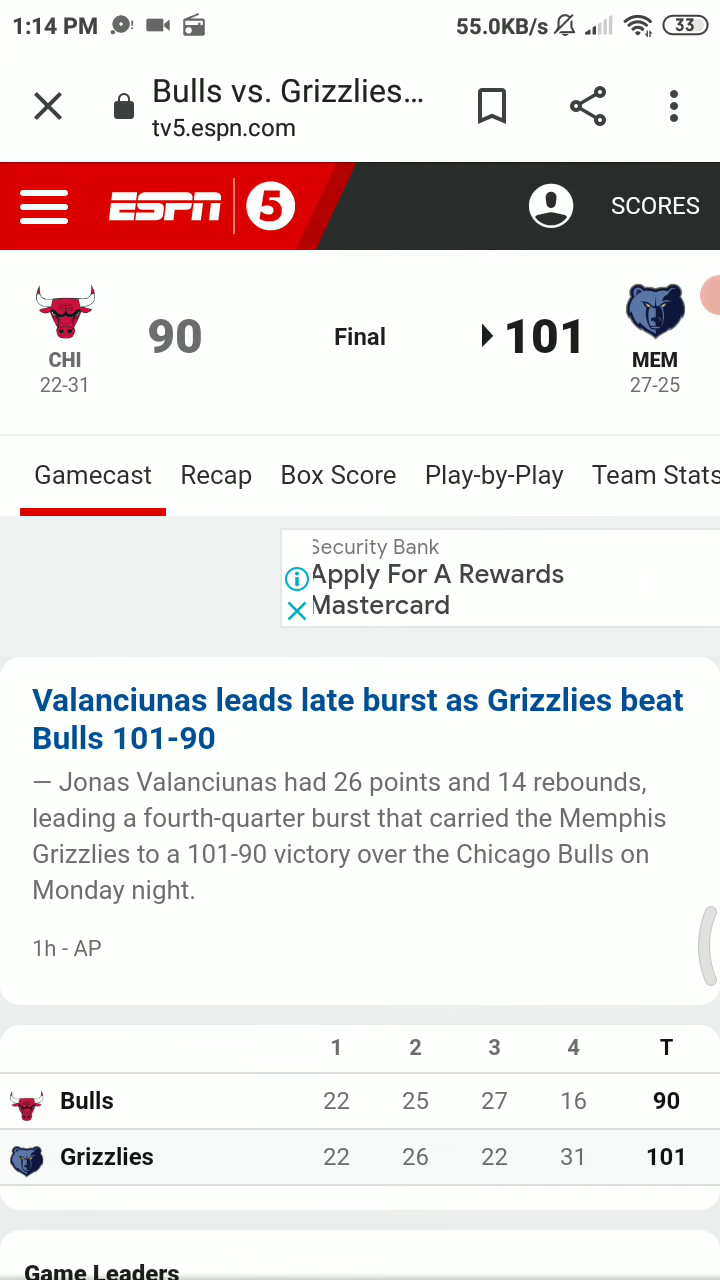 1:14 PM 55.0KB/s 33
Bulls vs. Grizzlies...
tv5.espn.com
ESPN 5 SCORES
90 Final 101
CHI MEM
22-31 27-25
Gamecast Recap Box Score Play-by-Play Team Stats
Security Bank
Apply For A Rewards
Mastercard
Valanciunas leads late burst as Grizzlies beat
Bulls 101-90
— Jonas Valanciunas had 26 points and 14 rebounds,
leading a fourth-quarter burst that carried the Memphis
Grizzlies to a 101-90 victory over the Chicago Bulls on
Monday night.
1h - AP
1 2 3 4 T
Bulls 22 25 27 16 90
Grizzlies 22 26 22 31 101
Game Leaders